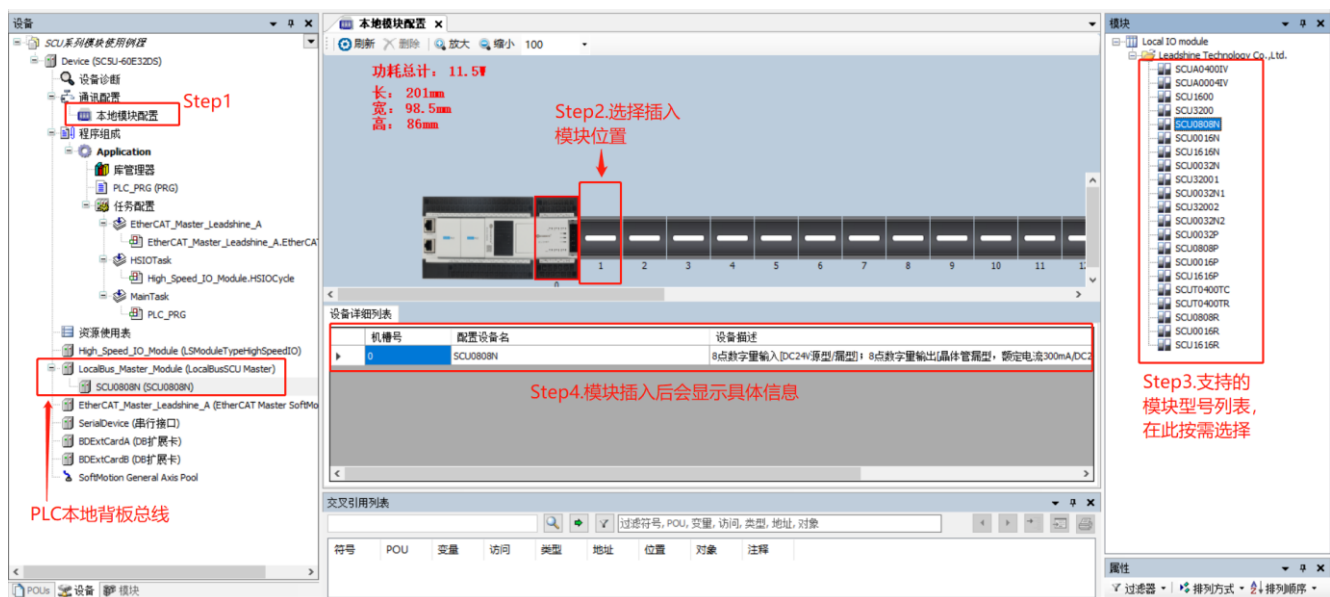 设备
SCU系列模块使用例程
Device (SC5U-60E32DS)
设备诊断
通讯配置
本地模块配置
Step1
程序组成
Application
库管理器
PLC_PRG (PRG)
任务配置
EtherCAT_Master_Leadshine_A
EtherCAT_Master_Leadshine_A.EtherCA
HSIOTask
High_Speed_IO_Module.HSIOCycle
MainTask
PLC_PRG
资源使用表
High_Speed_IO_Module (LSModuleTypeHighSpeedIO)
LocalBus_Master_Module (LocalBusSCU Master)
SCU0808N (SCU0808N)
EtherCAT_Master_Leadshine_A (EtherCAT Master SoftMo
SerialDevice (串行接口)
BDExtCardA (DB扩展卡)
BDExtCardB (DB扩展卡)
SoftMotion General Axis Pool
PLC本地背板总线
POUs 设备 模块
本地模块配置
刷新 删除 放大 缩小 100
功耗总计: 11.5W
长: 201mm
宽: 98.5mm
高: 86mm
Step2.选择插入
模块位置
0 1 2 3 4 5 6 7 8 9 10 11
设备详细列表
机槽号 配置设备名 设备描述
0 SCU0808N 8点数字量输入[DC24V源型/漏型]; 8点数字量输出[晶体管漏型, 额定电流300mA/DC2
Step4.模块插入后会显示具体信息
交叉引用列表
过滤符号, POU, 变量, 访问, 类型, 地址, 对象
符号 POU 变量 访问 类型 地址 位置 对象 注释
模块
Local IO module
Leadshine Technology Co.,Ltd.
SCUA0400IV
SCUA0004IV
SCU1600
SCU3200
SCU0808N
SCU0016N
SCU1616N
SCU0032N
SCU32001
SCU0032N1
SCU32002
SCU0032N2
SCU0032P
SCU0808P
SCU0016P
SCU1616P
SCUT0400TC
SCUT0400TR
SCU0808R
SCU0016R
SCU1616R
Step3.支持的
模块型号列表，
在此按需选择
属性
过滤器 排列方式 排列顺序